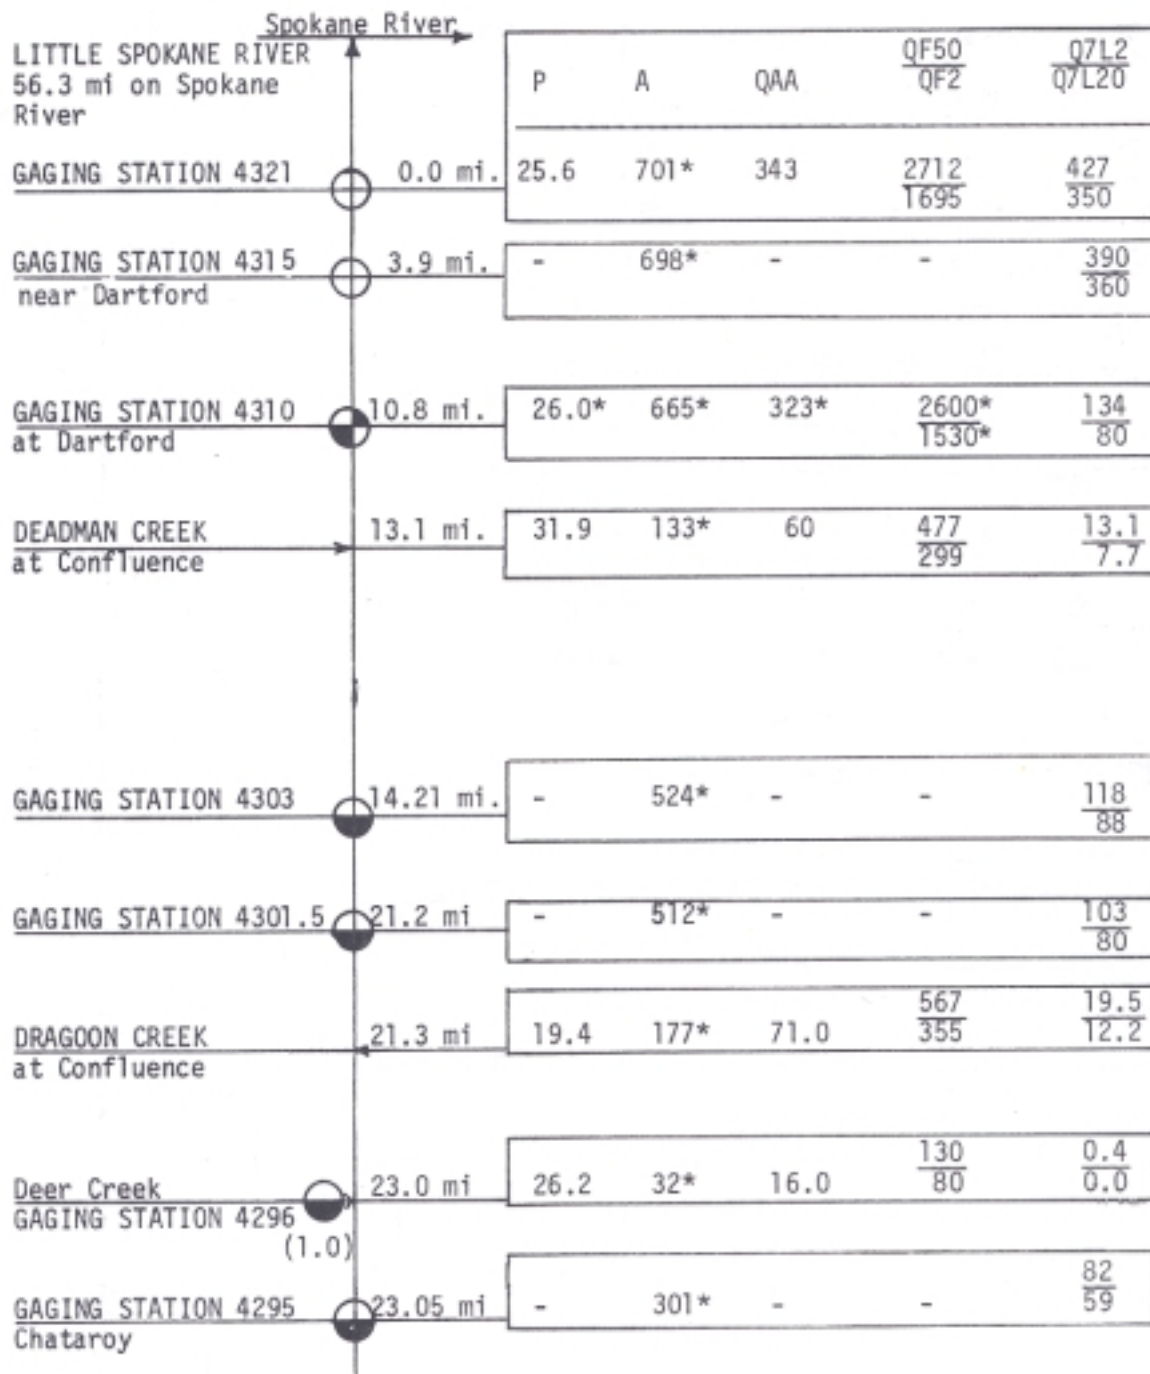 Spokane River
LITTLE SPOKANE RIVER
56.3 mi on Spokane
River
P A QAA QF50 Q7L2
QF2 Q7L20
GAGING STATION 4321 0.0 mi. 25.6 701* 343 2712 427
1695 350
GAGING STATION 4315 3.9 mi. - 698* - - 390
near Dartford 360
GAGING STATION 4310 10.8 mi. 26.0* 665* 323* 2600* 134
at Dartford 1530* 80
DEADMAN CREEK 13.1 mi. 31.9 133* 60 477 13.1
at Confluence 299 7.7
GAGING STATION 4303 14.21 mi. - 524* - - 118
88
GAGING STATION 4301.5 21.2 mi - 512* - - 103
80
567 19.5
DRAGOON CREEK 21.3 mi 19.4 177* 71.0 355 12.2
at Confluence
130 0.4
Deer Creek 23.0 mi 26.2 32* 16.0 80 0.0
GAGING STATION 4296
(1.0)
82
GAGING STATION 4295 23.05 mi - 301* - - 59
Chataroy